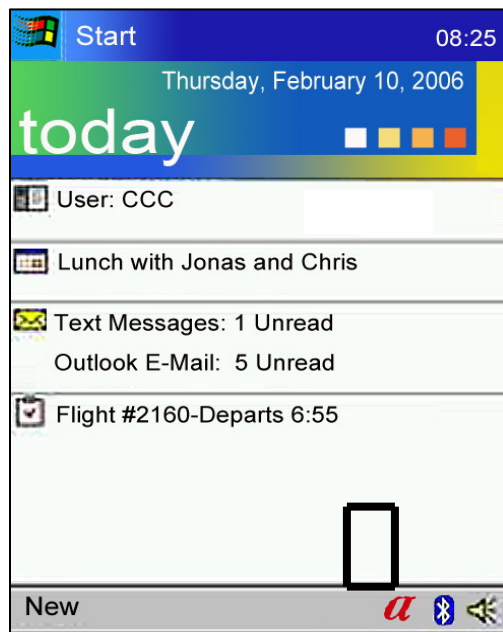 Start 08:25
Thursday, February 10, 2006
today
User: CCC
Lunch with Jonas and Chris
Text Messages: 1 Unread
Outlook E-Mail: 5 Unread
Flight #2160-Departs 6:55
New a